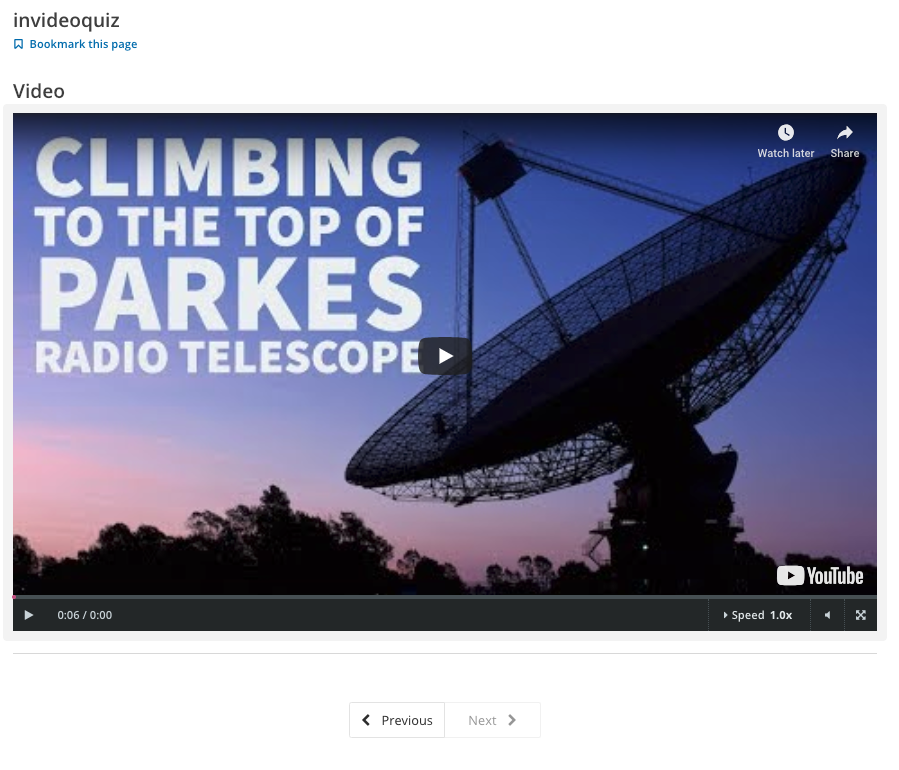 invideoquiz
Bookmark this page
Video
CLIMBING
TO THE TOP OF
PARKES
RADIO TELESCOPE
Watch later
Share
YouTube
0:06 / 0:00
Speed 1.0x
Previous
Next